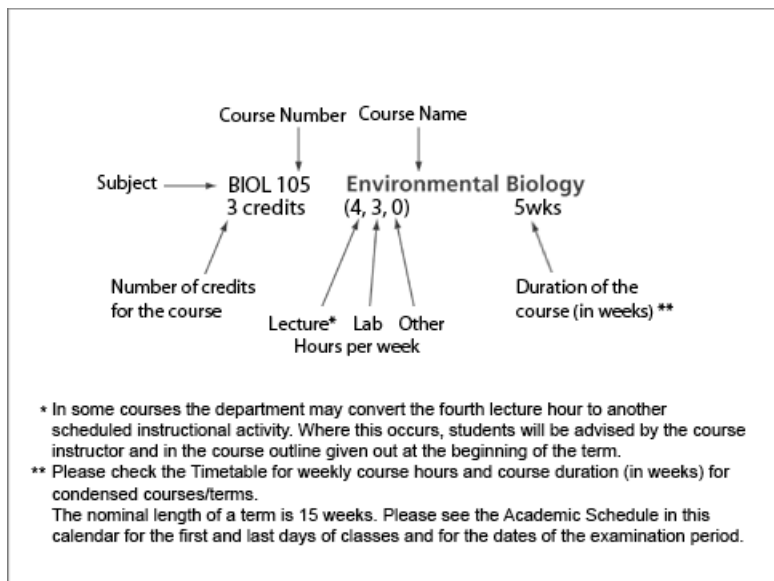 Course Number Course Name
Subject BIOL 105 Environmental Biology
3 credits (4, 3, 0) 5wks
Number of credits
for the course
Lecture* Lab Other
Hours per week
Duration of the
course (in weeks) **
* In some courses the department may convert the fourth lecture hour to another
scheduled instructional activity. Where this occurs, students will be advised by the course
instructor and in the course outline given out at the beginning of the term.
** Please check the Timetable for weekly course hours and course duration (in weeks) for
condensed courses/terms.
The nominal length of a term is 15 weeks. Please see the Academic Schedule in this
calendar for the first and last days of classes and for the dates of the examination period.